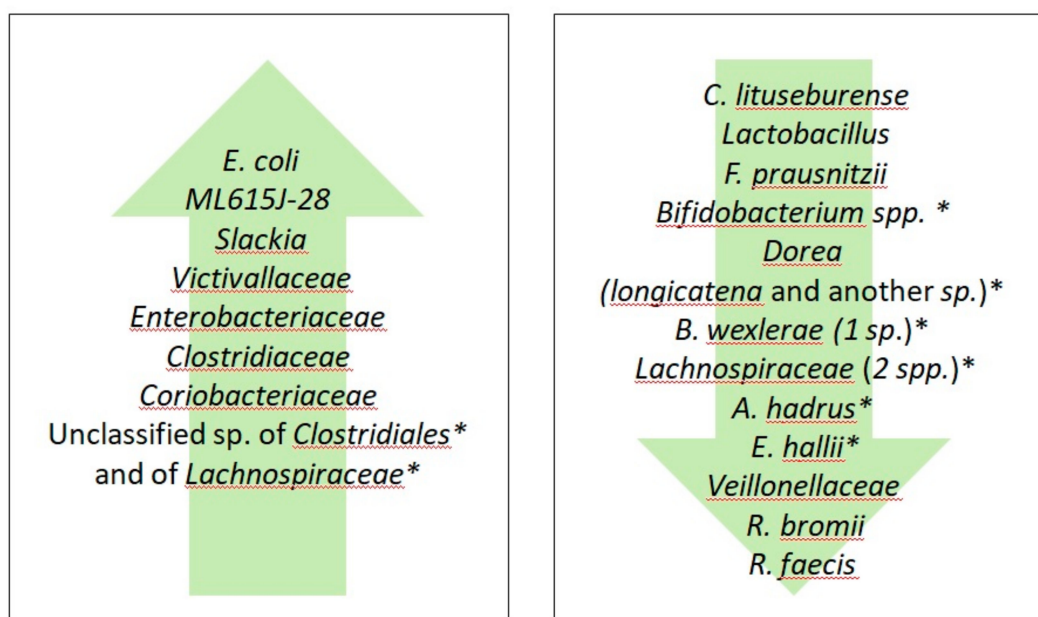 E. coli
ML615J-28
Slackia
Victivallaceae
Enterobacteriaceae
Clostridiaceae
Coriobacteriaceae
Unclassified sp. of Clostridiales*
and of Lachnospiraceae*
C. lituseburense
Lactobacillus
F. prausnitzii
Bifidobacterium spp. *
Dorea
(longicatena and another sp.)*
B. wexlerae (1 sp.)*
Lachnospiraceae (2 spp.)*
A. hadrus*
E. hallii*
Veillonellaceae
R. bromii
R. faecis